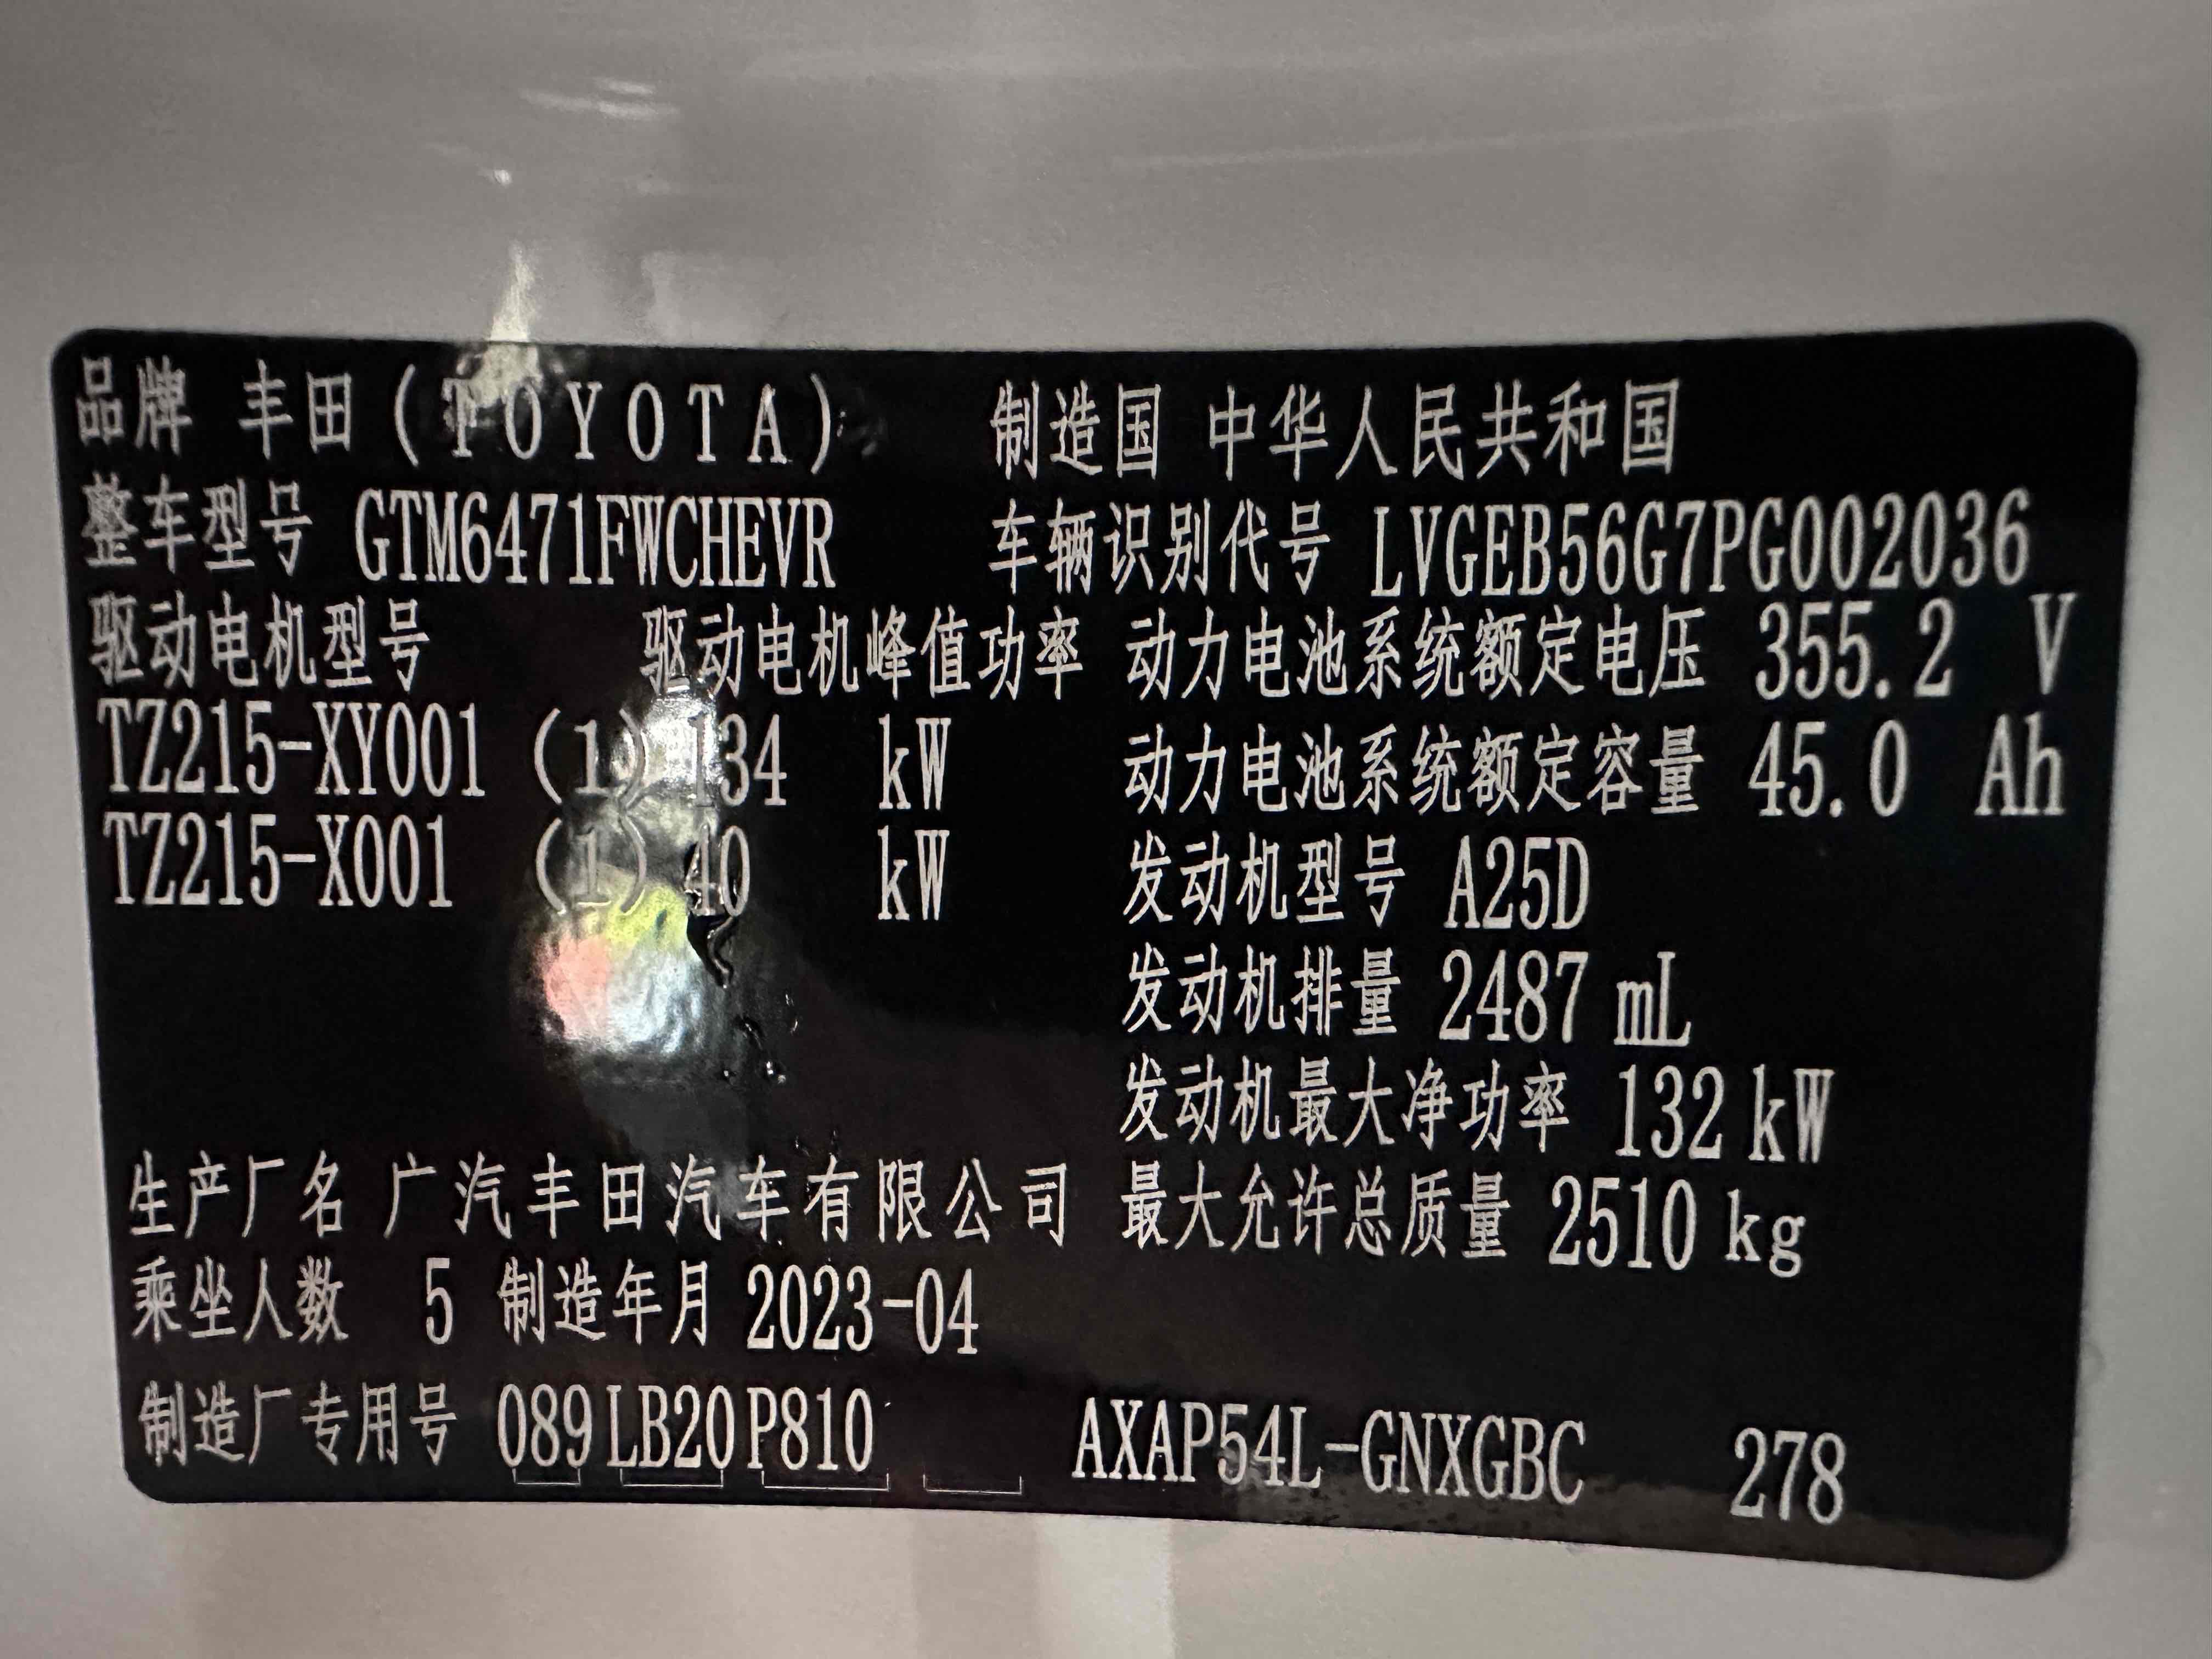 品牌 丰田(TOYOTA) 制造国 中华人民共和国
整车型号 GTM6471FWCHEVR 车辆识别代号 LVGEB56G7PG002036
驱动电机型号 驱动电机峰值功率 动力电池系统额定电压 355.2 V
TZ215-XY001 (1) 134 kW 动力电池系统额定容量 45.0 Ah
TZ215-X001 (1) 40 kW 发动机型号 A25D
发动机排量 2487 mL
发动机最大净功率 132 kW
生产厂名 广汽丰田汽车有限公司 最大允许总质量 2510 kg
乘坐人数 5 制造年月 2023-04
制造厂专用号 089 LB20 P810 AXAP54L-GNXGBC 278